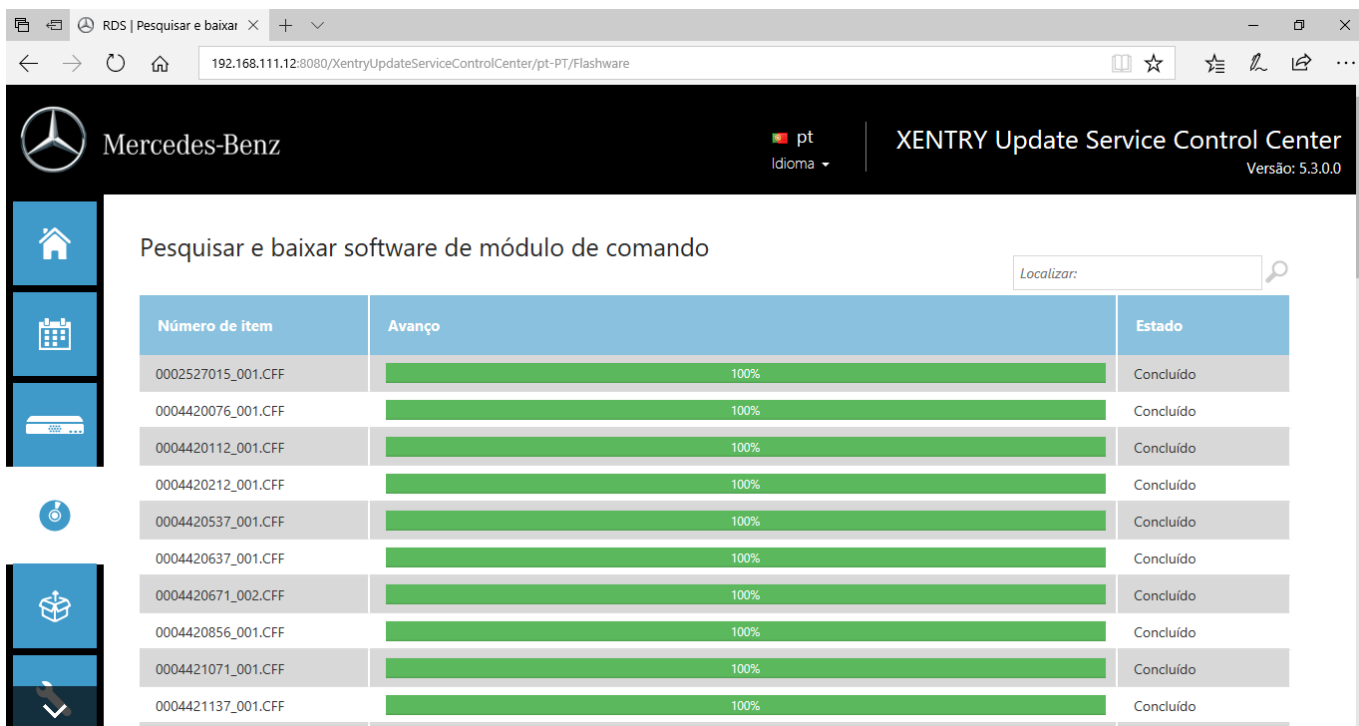 RDS | Pesquisar e baixar
192.168.111.12:8080/XentryUpdateServiceControlCenter/pt-PT/Flashware
Mercedes-Benz
pt
Idioma
XENTRY Update Service Control Center
Versão: 5.3.0.0
Pesquisar e baixar software de módulo de comando
Localizar:
Número de item Avanço Estado
0002527015_001.CFF 100% Concluído
0004420076_001.CFF 100% Concluído
0004420112_001.CFF 100% Concluído
0004420212_001.CFF 100% Concluído
0004420537_001.CFF 100% Concluído
0004420637_001.CFF 100% Concluído
0004420671_002.CFF 100% Concluído
0004420856_001.CFF 100% Concluído
0004421071_001.CFF 100% Concluído
0004421137_001.CFF 100% Concluído